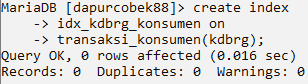 MariaDB [dapurcobek88]> create index
    -> idx_kdbrg_konsumen on
    -> transaksi_konsumen(kdbrg);
Query OK, 0 rows affected (0.016 sec)
Records: 0  Duplicates: 0  Warnings: 0